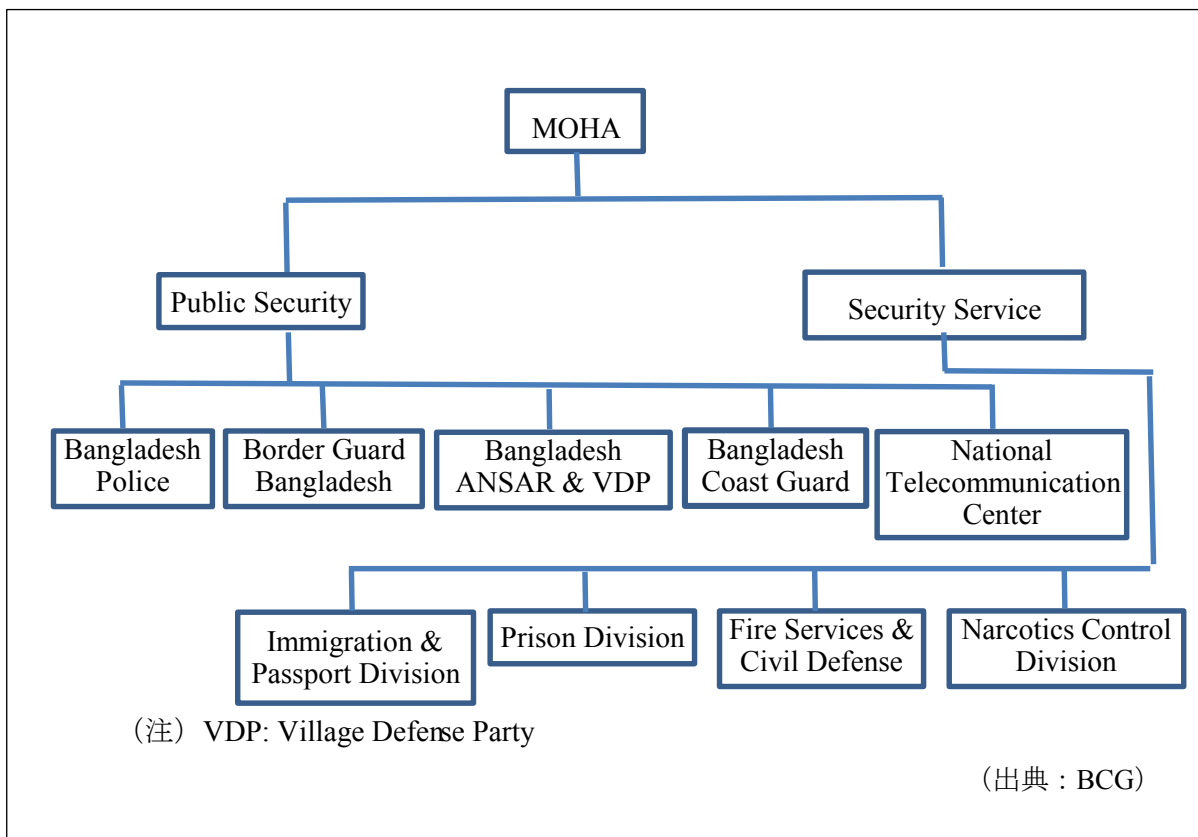 MOHA
Public Security
Security Service
Bangladesh
Police
Border Guard
Bangladesh
Bangladesh
ANSAR & VDP
Bangladesh
Coast Guard
National
Telecommunication
Center
Immigration &
Passport Division
Prison Division
Fire Services &
Civil Defense
Narcotics Control
Division
（注）VDP: Village Defense Party
（出典：BCG）